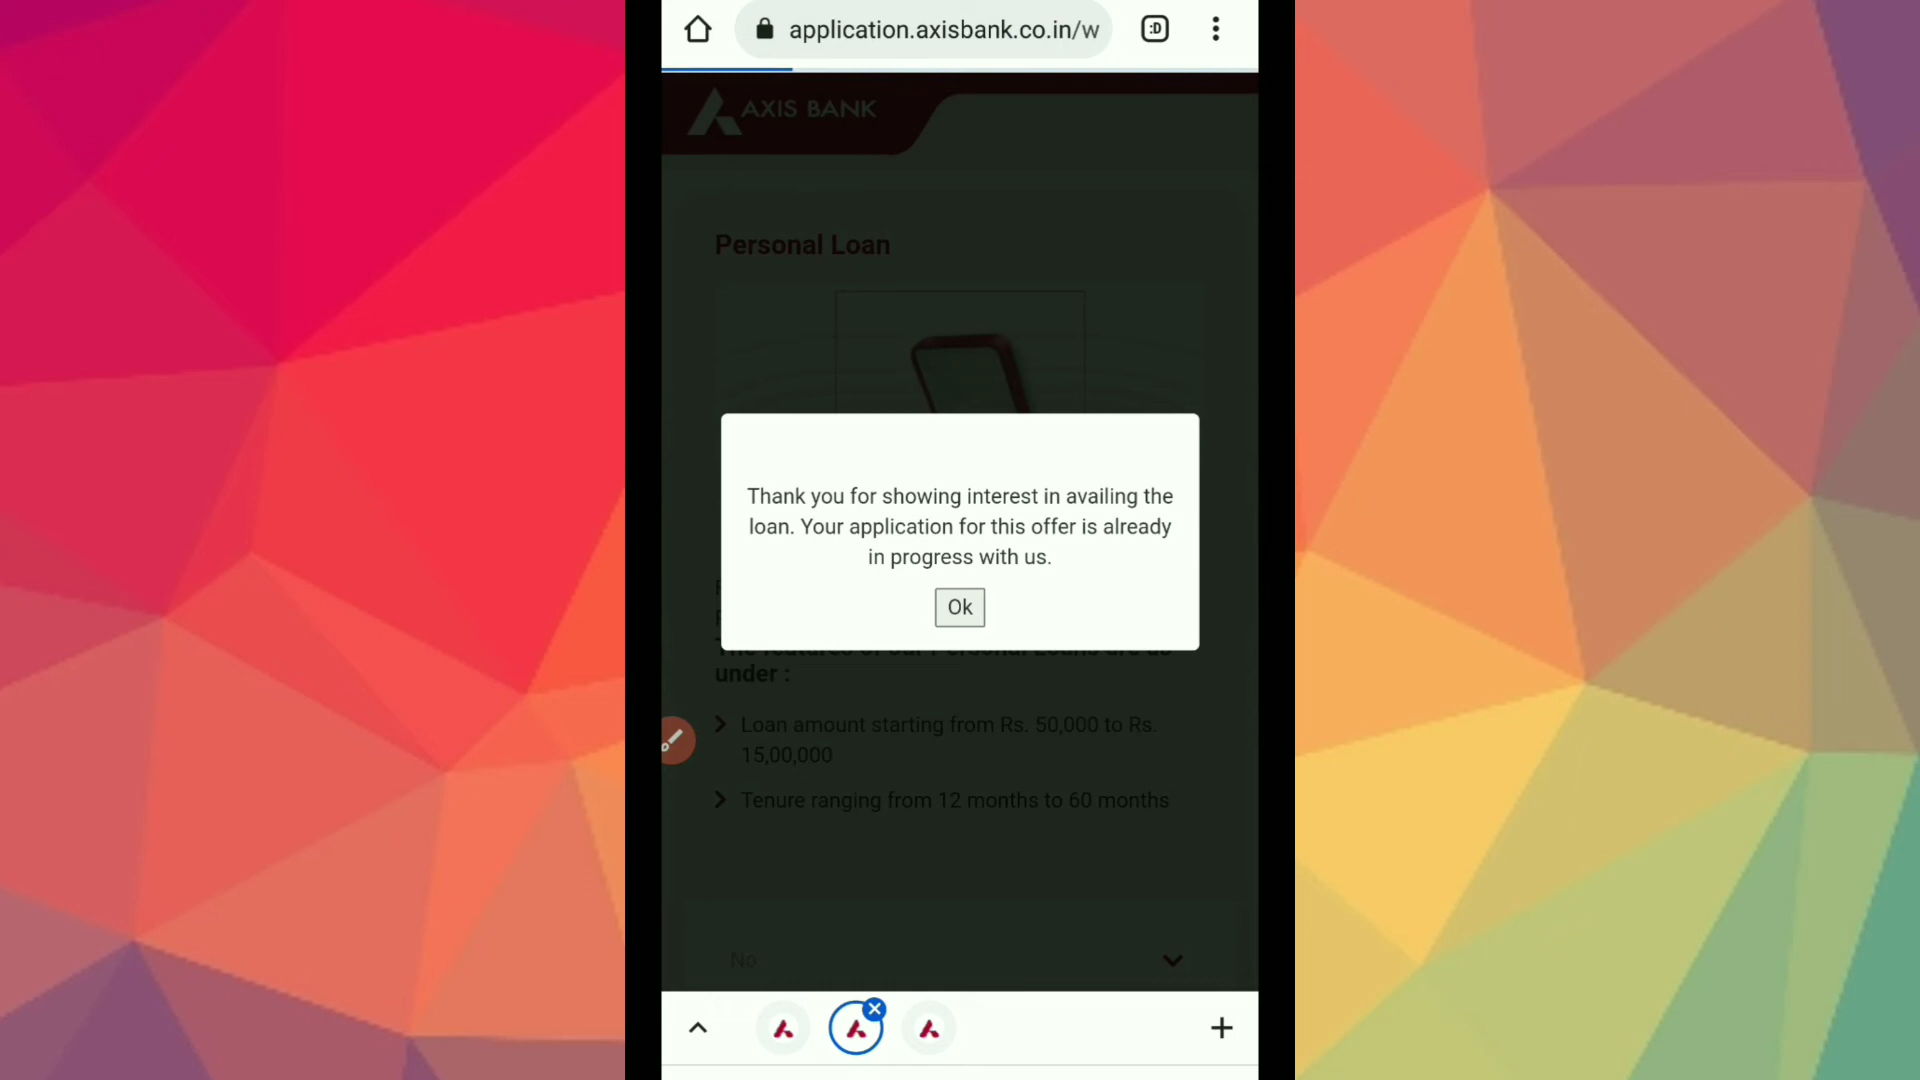 application.axisbank.co.in/w
:D
AXIS BANK
Personal Loan
Thank you for showing interest in availing the
loan. Your application for this offer is already
in progress with us.
Ok
under :
Loan amount starting from Rs. 50,000 to Rs.
15,00,000
Tenure ranging from 12 months to 60 months
No